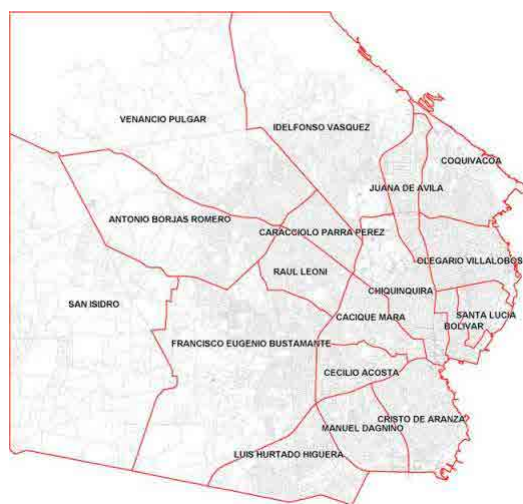 VENANCIO PULGAR
IDELFONSO VASQUEZ
COQUIVACOA
JUANA DE AVILA
ANTONIO BORJAS ROMERO
CARACCIOLO PARRA PEREZ
OLEGARIO VILLALOBOS
RAUL LEONI
CHIQUINQUIRA
SAN ISIDRO
CACIQUE MARA
SANTA LUCIA
BOLIVAR
FRANCISCO EUGENIO BUSTAMANTE
CECILIO ACOSTA
CRISTO DE ARANZA
MANUEL DAGNINO
LUIS HURTADO HIGUERA